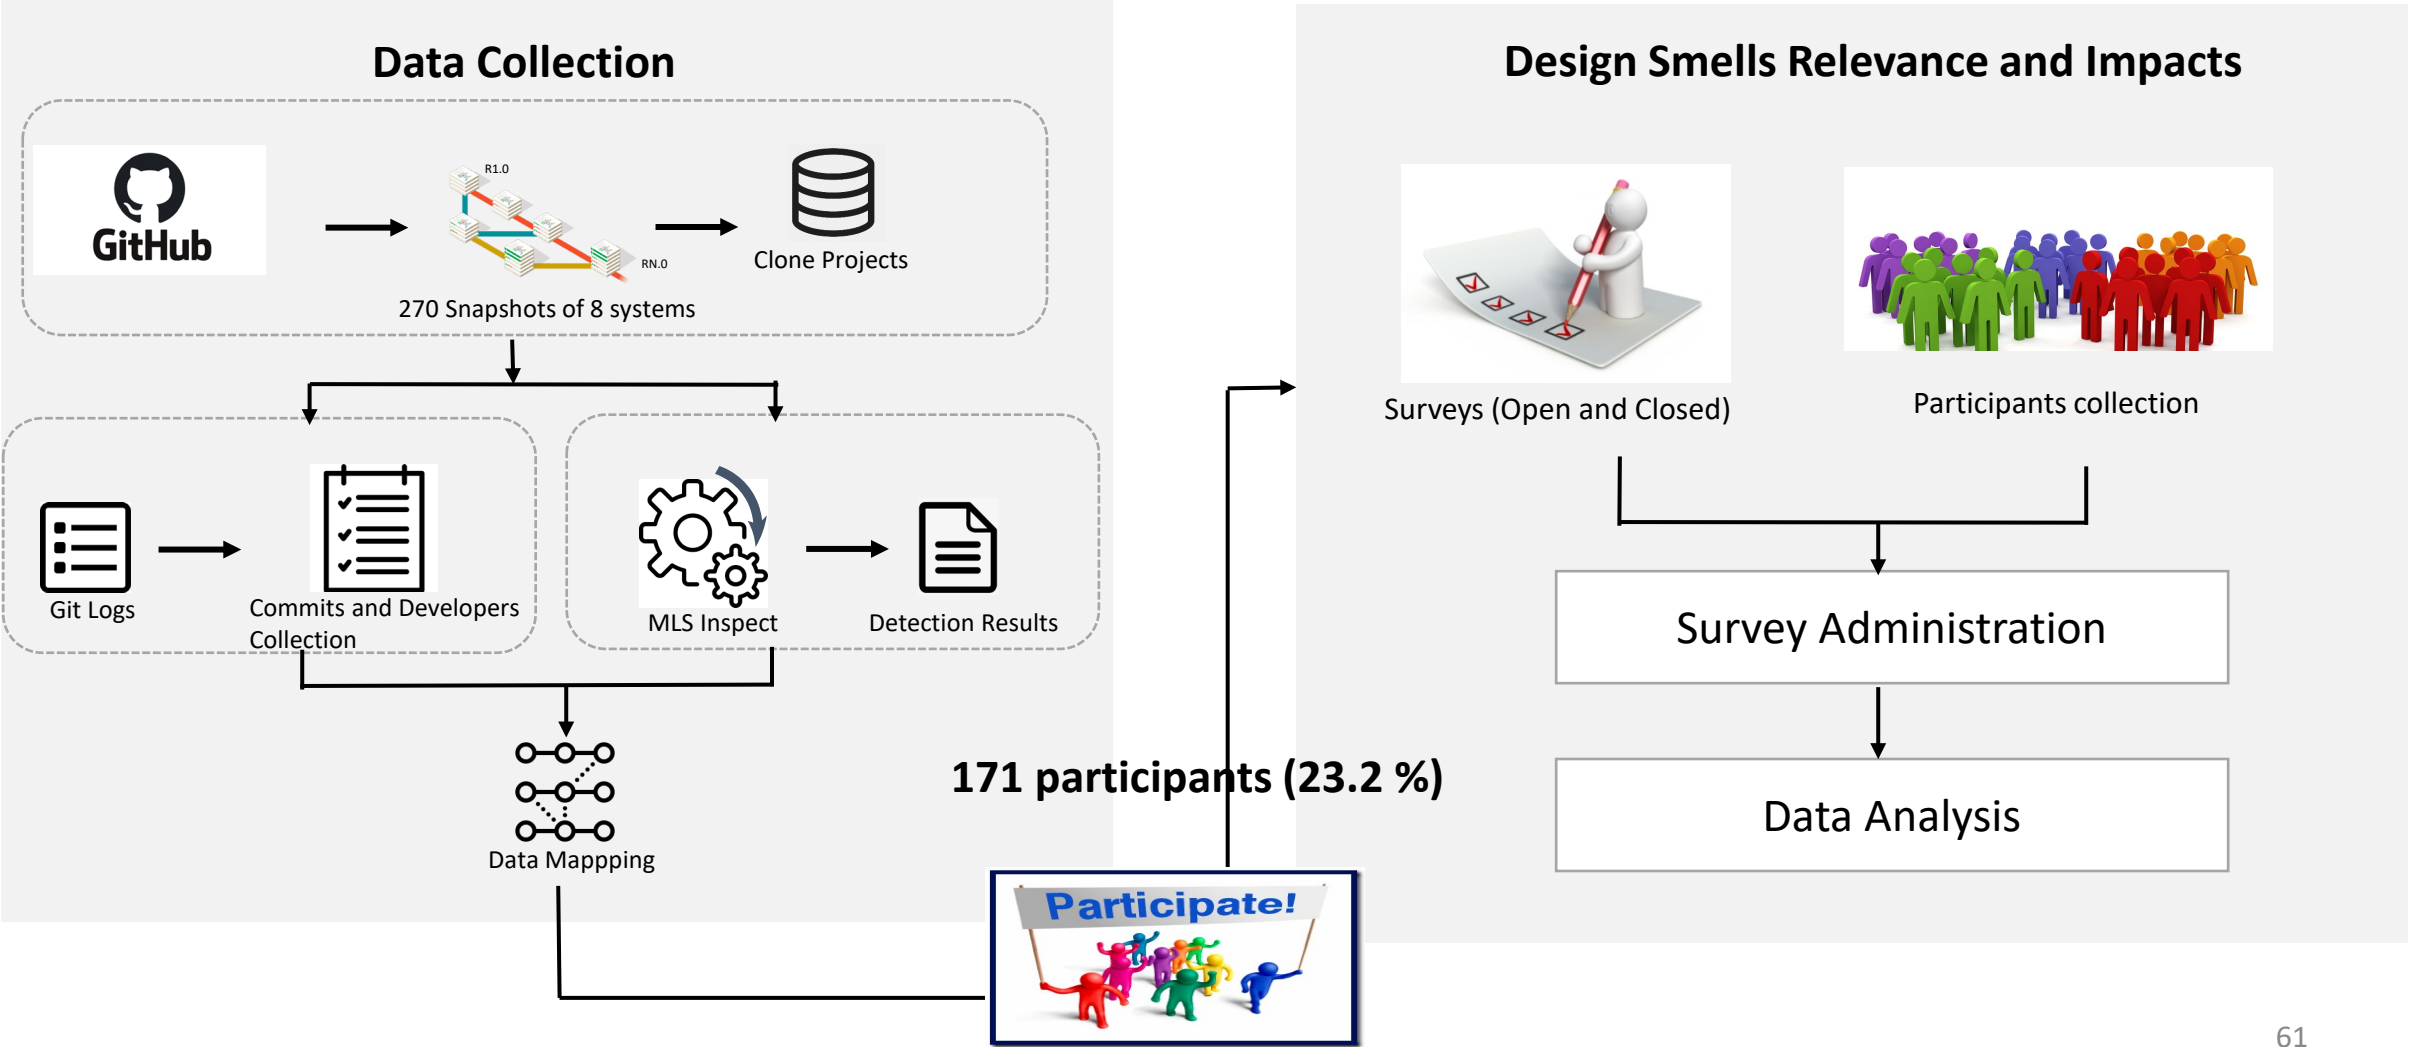 Data Collection
GitHub
R1.0
RN.0
270 Snapshots of 8 systems
Clone Projects
Git Logs
Commits and Developers
Collection
MLS Inspect
Detection Results
Data Mappping
171 participants (23.2 %)
Participate!
Design Smells Relevance and Impacts
Surveys (Open and Closed)
Participants collection
Survey Administration
Data Analysis
61